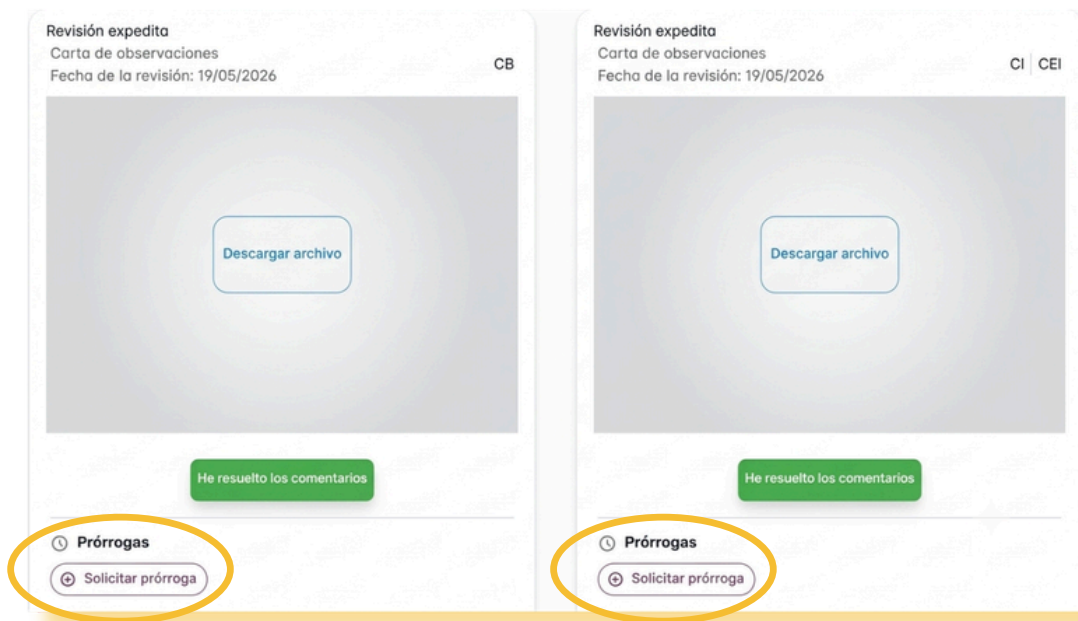 Revisión expedita
Carta de observaciones
Fecha de la revisión: 19/05/2026
CB
Descargar archivo
He resuelto los comentarios
Prórrogas
Solicitar prórroga
Revisión expedita
Carta de observaciones
Fecha de la revisión: 19/05/2026
CI | CEI
Descargar archivo
He resuelto los comentarios
Prórrogas
Solicitar prórroga